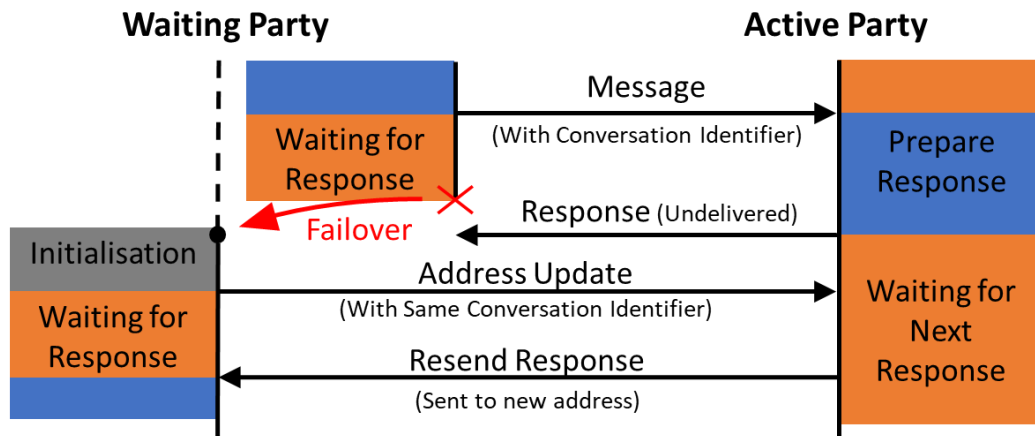 Waiting Party
Active Party
Message
(With Conversation Identifier)
Waiting for
Response
Prepare
Response
Response (Undelivered)
Failover
Initialisation
Address Update
(With Same Conversation Identifier)
Waiting for
Response
Waiting for
Next
Response
Resend Response
(Sent to new address)